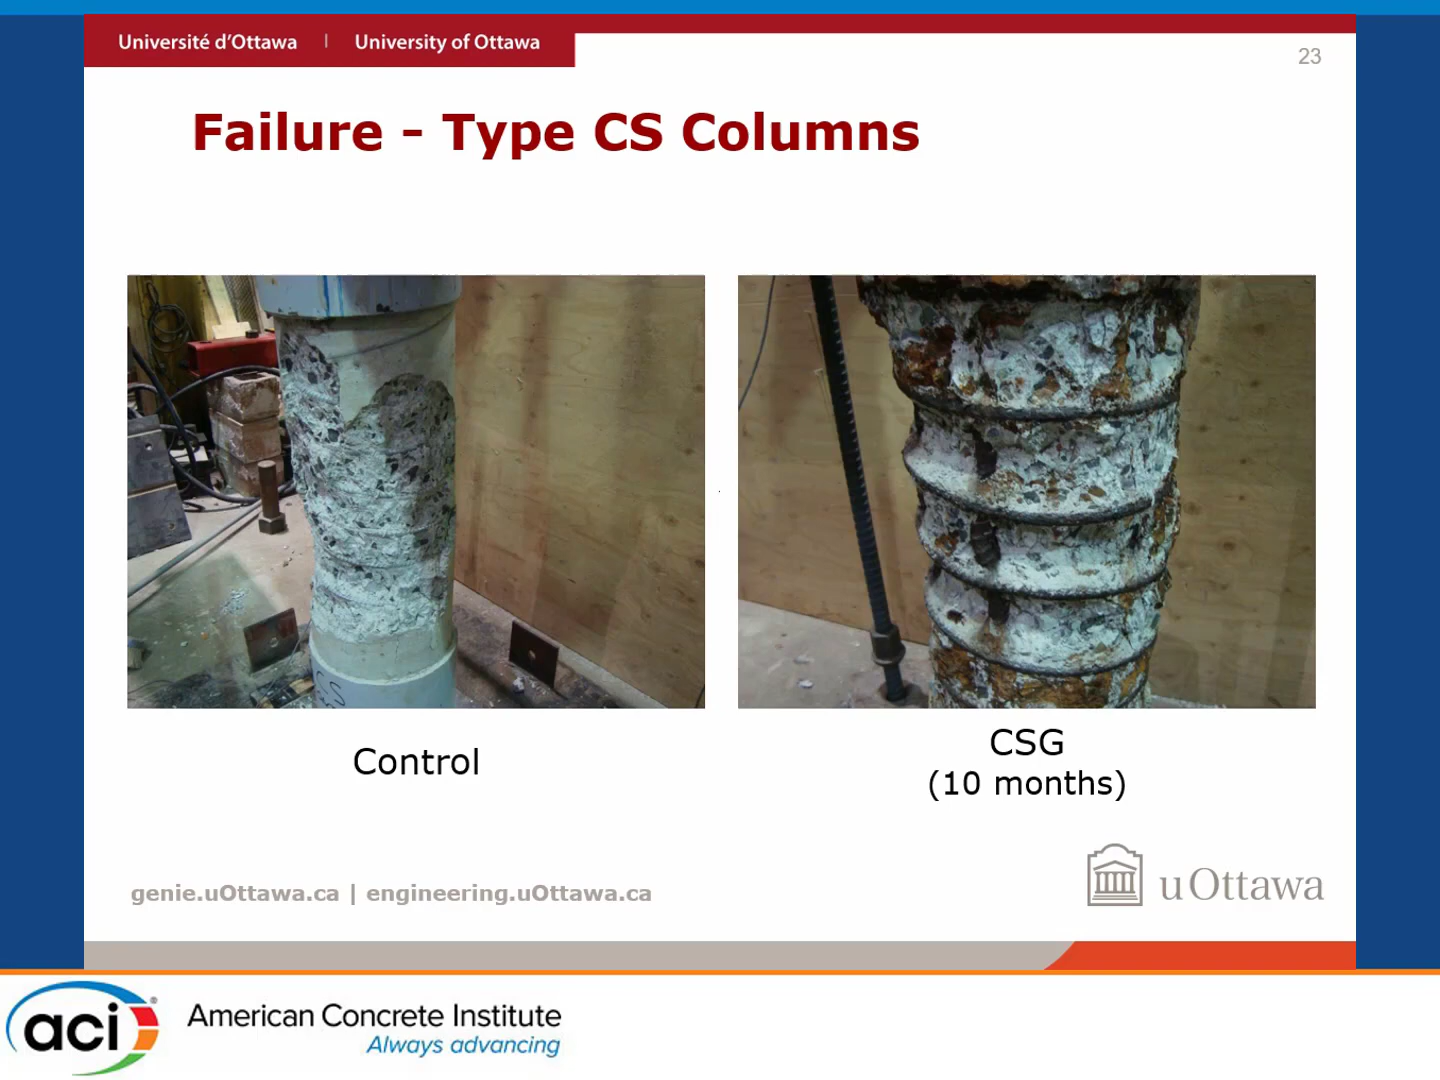 Université d'Ottawa | University of Ottawa
23
Failure - Type CS Columns
Control
CSG
(10 months)
genie.uOttawa.ca | engineering.uOttawa.ca
uOttawa
aci®
American Concrete Institute
Always advancing